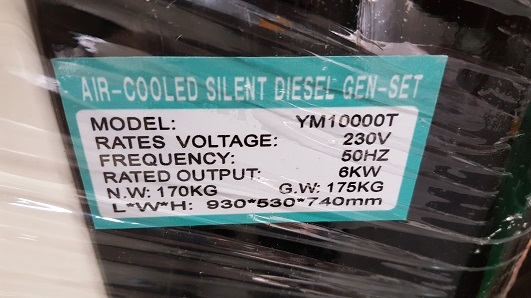 AIR-COOLED SILENT DIESEL GEN-SET
MODEL: YM10000T
RATES VOLTAGE: 230V
FREQUENCY: 50HZ
RATED OUTPUT: 6KW
N.W: 170KG G.W: 175KG
L*W*H: 930*530*740mm